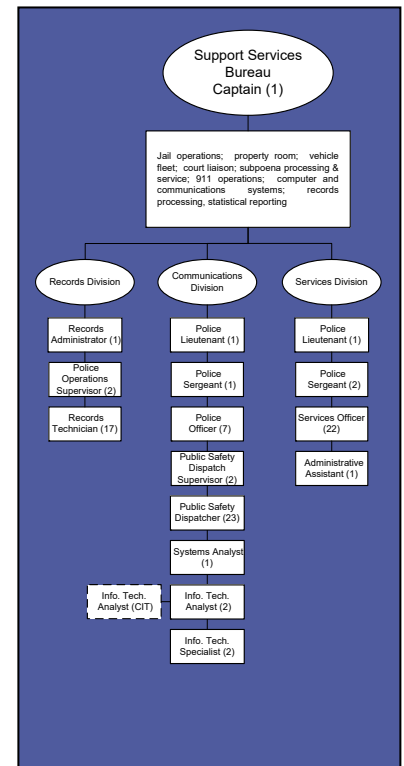 Support Services
Bureau
Captain (1)
Jail operations; property room; vehicle
fleet; court liaison; subpoena processing &
service; 911 operations; computer and
communications systems; records
processing, statistical reporting
Records Division
Communications
Division
Services Division
Records
Administrator (1)
Police
Operations
Supervisor (2)
Records
Technician (17)
Police
Lieutenant (1)
Police
Sergeant (1)
Police
Officer (7)
Public Safety
Dispatch
Supervisor (2)
Public Safety
Dispatcher (23)
Systems Analyst
(1)
Info. Tech.
Analyst (CIT)
Info. Tech.
Analyst (2)
Info. Tech.
Specialist (2)
Police
Lieutenant (1)
Police
Sergeant (2)
Services Officer
(22)
Administrative
Assistant (1)